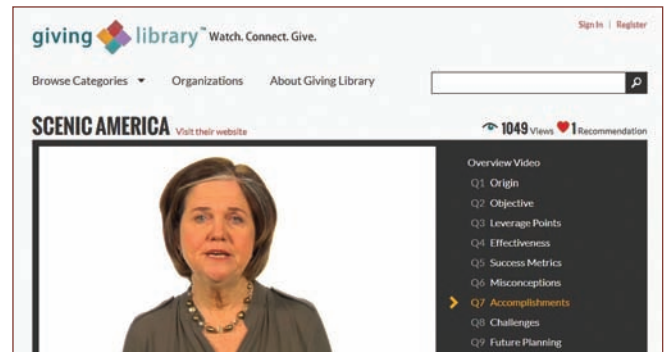 Sign In | Register
giving library™ Watch. Connect. Give.
Browse Categories Organizations About Giving Library
SCENIC AMERICA Visit their website 1049 Views 1 Recommendation
Overview Video
Q1 Origin
Q2 Objective
Q3 Leverage Points
Q4 Effectiveness
Q5 Success Metrics
Q6 Misconceptions
Q7 Accomplishments
Q8 Challenges
Q9 Future Planning